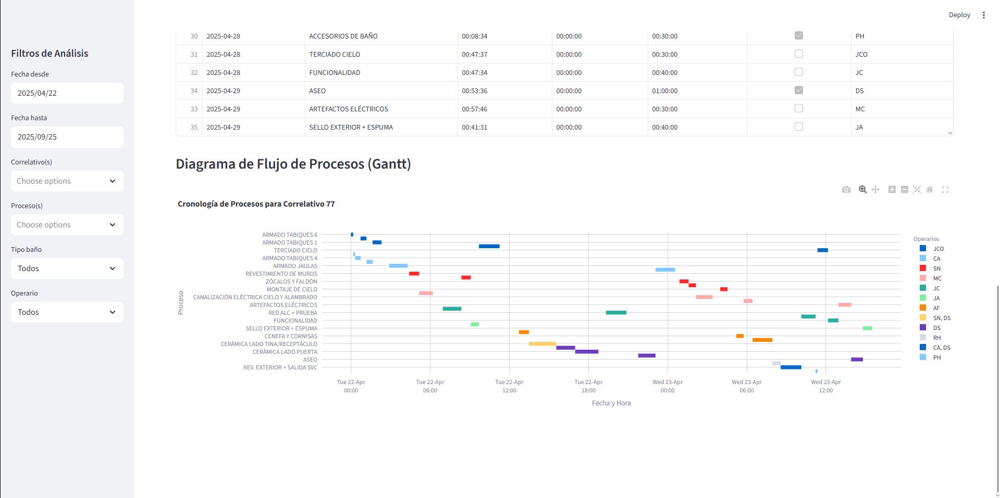 Deploy
Filtros de Análisis
Fecha desde
2025/04/22
Fecha hasta
2025/09/25
Correlativo(s)
Choose options
Proceso(s)
Choose options
Tipo baño
Todos
Operario
Todos
30 2025-04-28 ACCESORIOS DE BAÑO 00:08:34 00:00:00 00:30:00 PH
31 2025-04-28 TERCIADO CIELO 00:47:37 00:00:00 00:30:00 JCO
32 2025-04-28 FUNCIONALIDAD 00:47:34 00:00:00 00:40:00 JC
34 2025-04-29 ASEO 00:53:36 00:00:00 01:00:00 DS
33 2025-04-29 ARTEFACTOS ELÉCTRICOS 00:57:46 00:00:00 00:30:00 MC
35 2025-04-29 SELLO EXTERIOR + ESPUMA 00:41:31 00:00:00 00:40:00 JA
Diagrama de Flujo de Procesos (Gantt)
Cronología de Procesos para Correlativo 77
Proceso
ARMADO TABIQUES 6
ARMADO TABIQUES 1
TERCIADO CIELO
ARMADO TABIQUES 4
ARMADO JAULAS
REVESTIMIENTO DE MUROS
ZÓCALOS Y FALDÓN
MONTAJE DE CIELO
CANALIZACIÓN ELÉCTRICA CIELO Y ALAMBRADO
ARTEFACTOS ELÉCTRICOS
RED ALC + PRUEBA
FUNCIONALIDAD
SELLO EXTERIOR + ESPUMA
CENEFA Y CORNISAS
CERÁMICA LADO TINA/RECEPTÁCULO
CERÁMICA LADO PUERTA
ASEO
REV. EXTERIOR + SALIDA SVC
Tue 22-Apr Tue 22-Apr Tue 22-Apr Tue 22-Apr Wed 23-Apr Wed 23-Apr Wed 23-Apr
00:00 06:00 12:00 18:00 00:00 06:00 12:00
Fecha y Hora
Operarios
JCO
CA
SN
MC
JC
JA
AF
SN, DS
DS
RH
CA, DS
PH